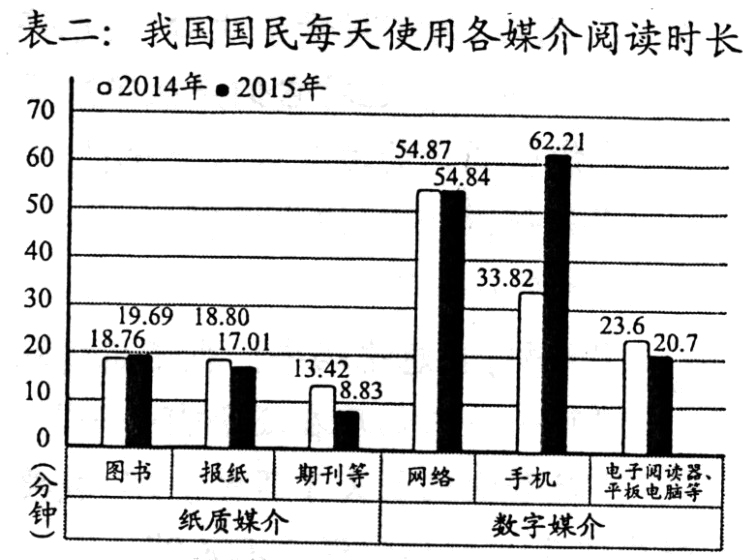 表二：我国国民每天使用各媒介阅读时长
○2014年 ●2015年
70
60
50
40
30
20
10
0
(分钟)
18.76 19.69
18.80 17.01
13.42 8.83
54.87 54.84
33.82 62.21
23.6 20.7
图书 报纸 期刊等 网络 手机 电子阅读器、
平板电脑等
纸质媒介 数字媒介